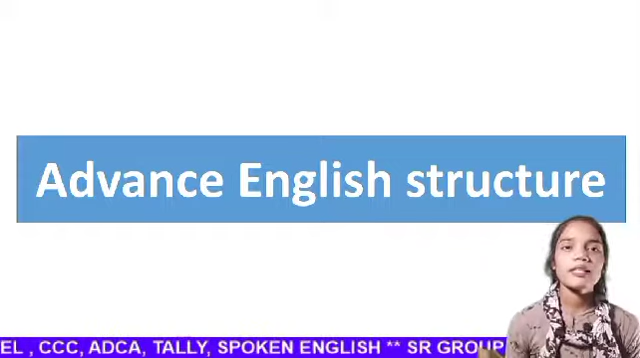 Advance English structure
EL , CCC, ADCA, TALLY, SPOKEN ENGLISH ** SR GROUP